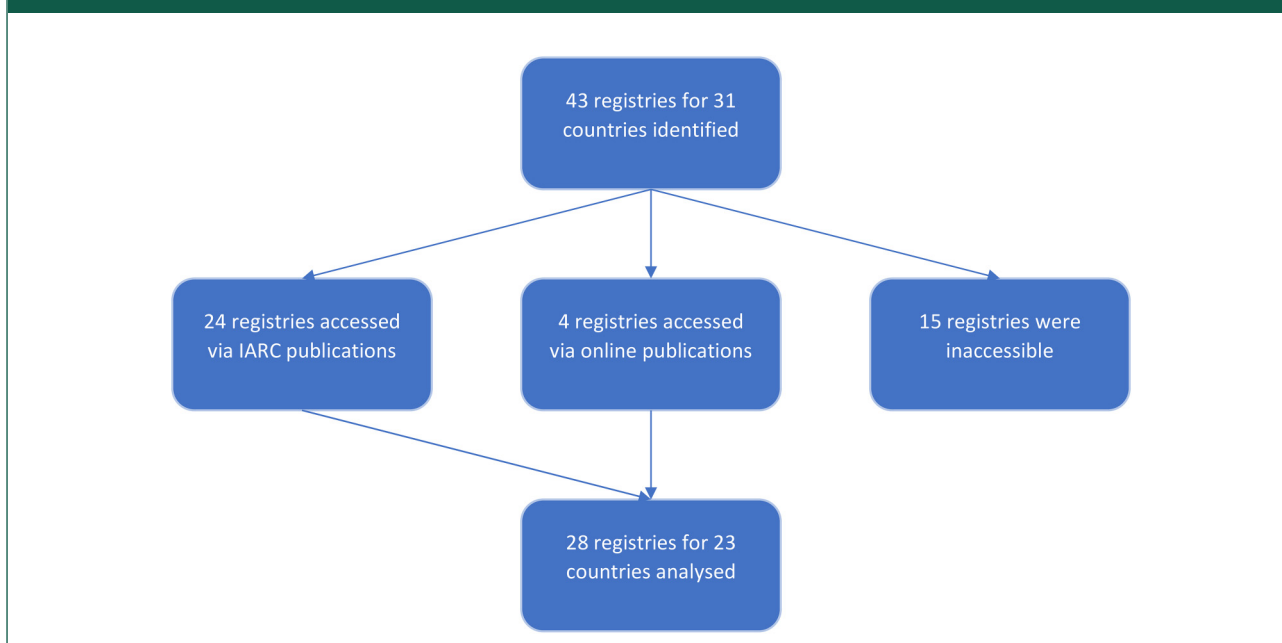 43 registries for 31
countries identified
24 registries accessed
via IARC publications
4 registries accessed
via online publications
15 registries were
inaccessible
28 registries for 23
countries analysed